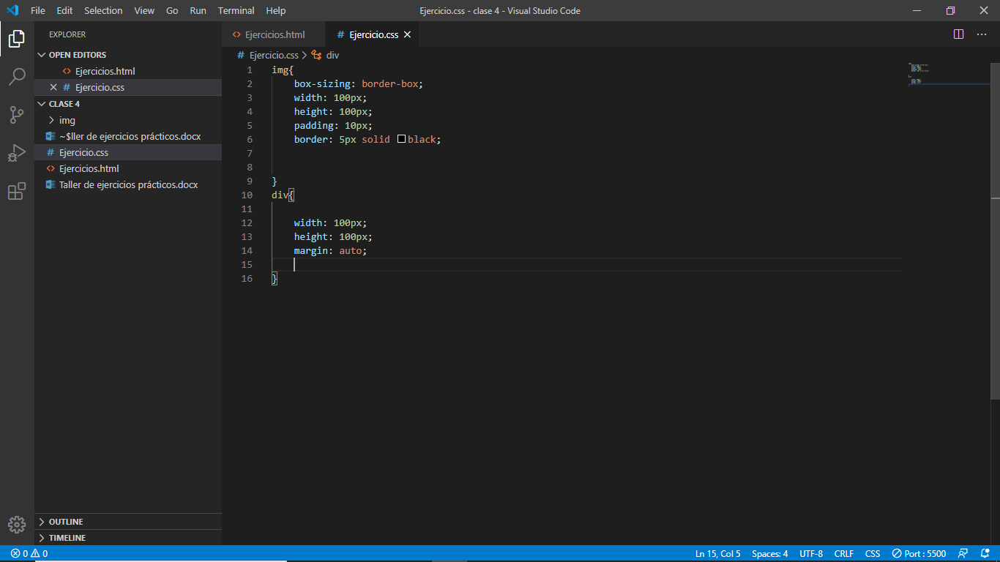 File Edit Selection View Go Run Terminal Help Ejercicio.css - clase 4 - Visual Studio Code
EXPLORER
OPEN EDITORS
Ejercicios.html
Ejercicio.css
CLASE 4
img
~$ller de ejercicios prácticos.docx
Ejercicio.css
Ejercicios.html
Taller de ejercicios prácticos.docx
OUTLINE
TIMELINE
Ejercicios.html Ejercicio.css
# Ejercicio.css > div
1 img{
2 box-sizing: border-box;
3 width: 100px;
4 height: 100px;
5 padding: 10px;
6 border: 5px solid black;
7
8
9 }
10 div{
11
12 width: 100px;
13 height: 100px;
14 margin: auto;
15
16 }
0 0 Ln 15, Col 5 Spaces: 4 UTF-8 CRLF CSS Port : 5500